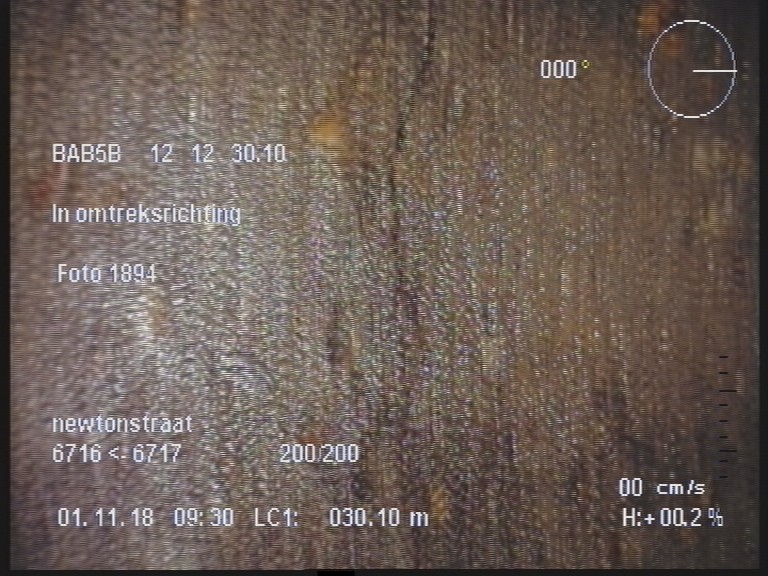 000°
BAB5B 12 12 30.10
In omtreksrichting
Foto 1894
newtonstraat
6716 <- 6717 200/200
00 cm/s
01.11.18 09:30 LC1: 030.10 m H:+00.2 %